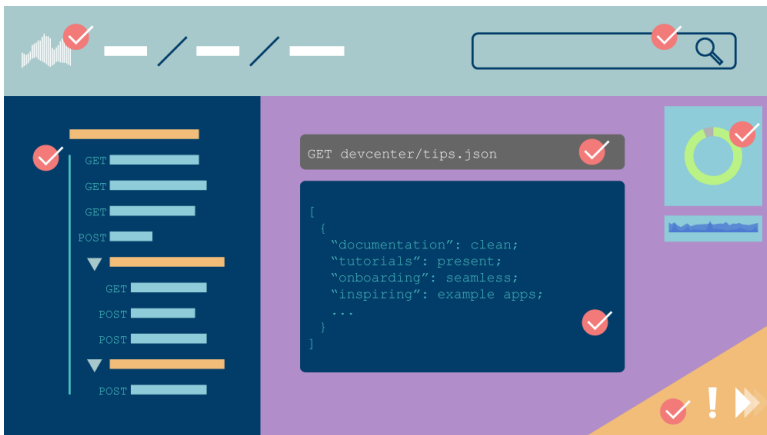 GET
GET
GET
POST
GET
POST
POST
POST
GET devcenter/tips.json
[
{
“documentation”: clean;
“tutorials”: present;
“onboarding”: seamless;
“inspiring”: example apps;
...
}
]
!